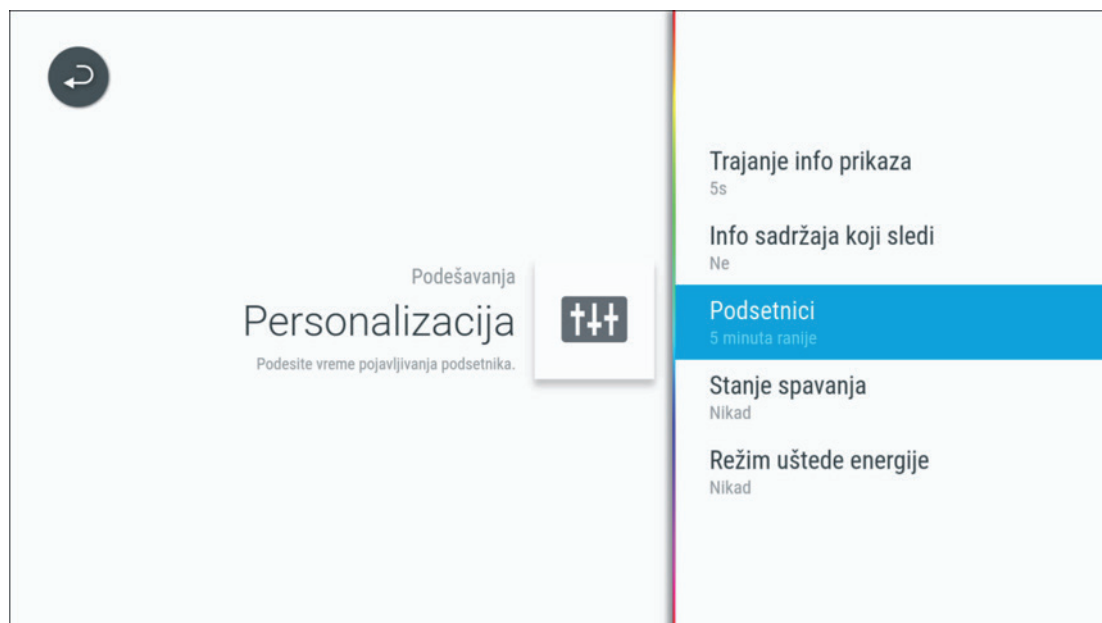 Podešavanja
Personalizacija
Podesite vreme pojavljivanja podsetnika.
Trajanje info prikaza
5s
Info sadržaja koji sledi
Ne
Podsetnici
5 minuta ranije
Stanje spavanja
Nikad
Režim uštede energije
Nikad